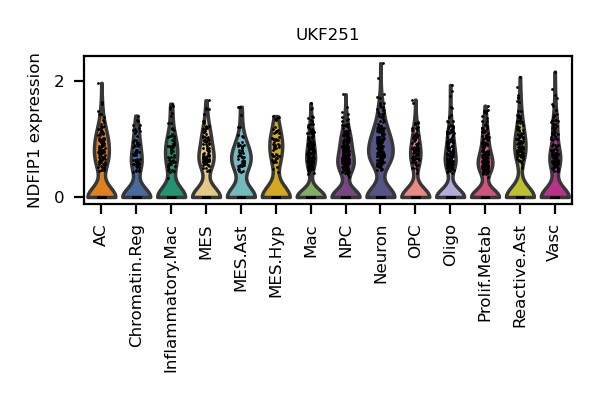 UKF251
NDFIP1 expression
2
0
AC
Chromatin.Reg
Inflammatory.Mac
MES
MES.Ast
MES.Hyp
Mac
NPC
Neuron
OPC
Oligo
Prolif.Metab
Reactive.Ast
Vasc